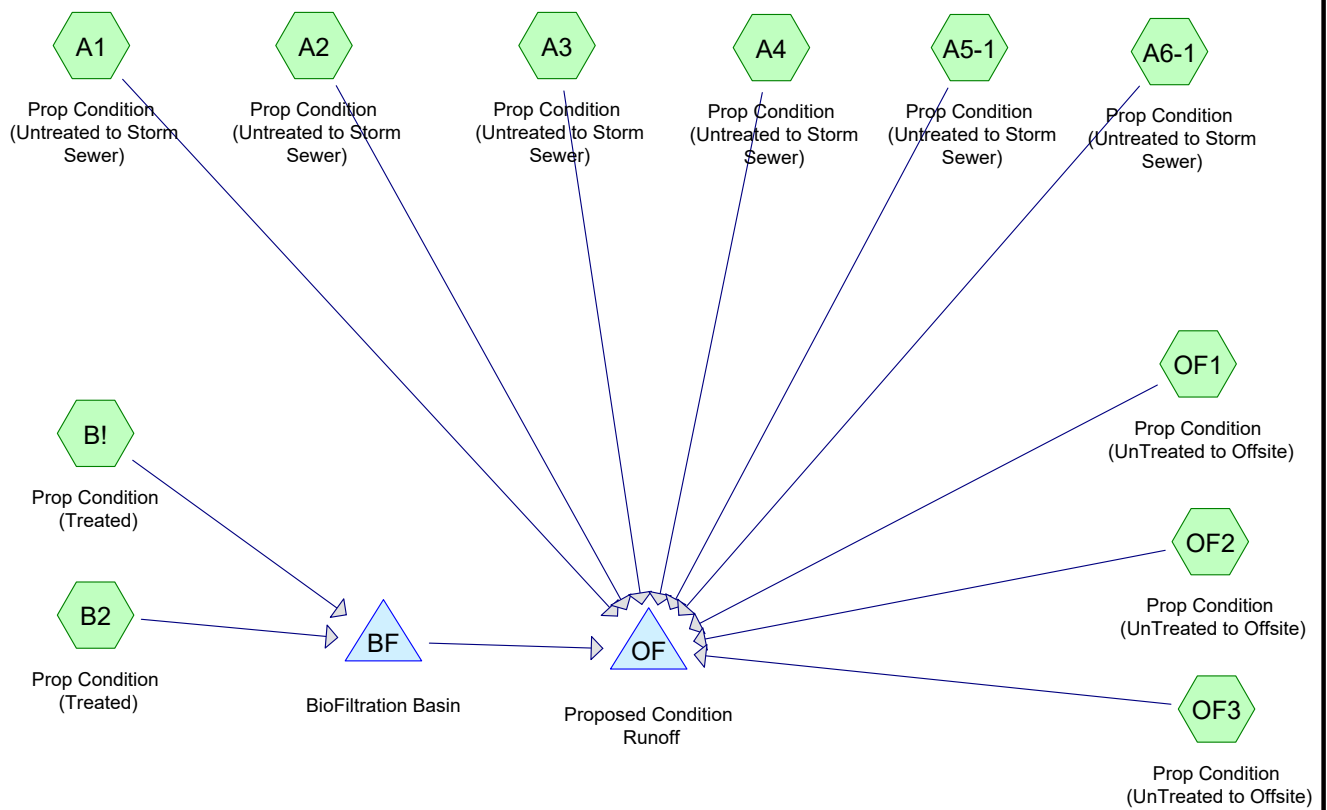 A1
Prop Condition
(Untreated to Storm
Sewer)
A2
Prop Condition
(Untreated to Storm
Sewer)
A3
Prop Condition
(Untreated to Storm
Sewer)
A4
Prop Condition
(Untreated to Storm
Sewer)
A5-1
Prop Condition
(Untreated to Storm
Sewer)
A6-1
Prop Condition
(Untreated to Storm
Sewer)
OF1
Prop Condition
(UnTreated to Offsite)
B!
Prop Condition
(Treated)
OF2
Prop Condition
(UnTreated to Offsite)
B2
Prop Condition
(Treated)
BF
BioFiltration Basin
OF
Proposed Condition
Runoff
OF3
Prop Condition
(UnTreated to Offsite)